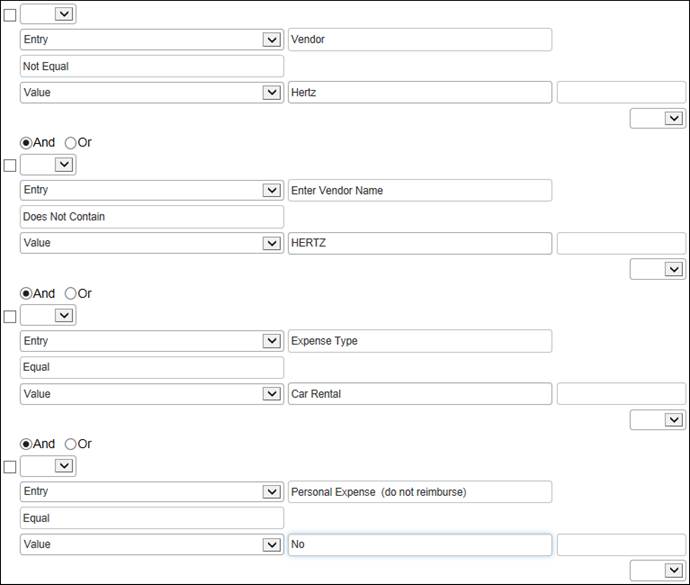 Entry Vendor
Not Equal
Value Hertz
And Or
Entry Enter Vendor Name
Does Not Contain
Value HERTZ
And Or
Entry Expense Type
Equal
Value Car Rental
And Or
Entry Personal Expense (do not reimburse)
Equal
Value No